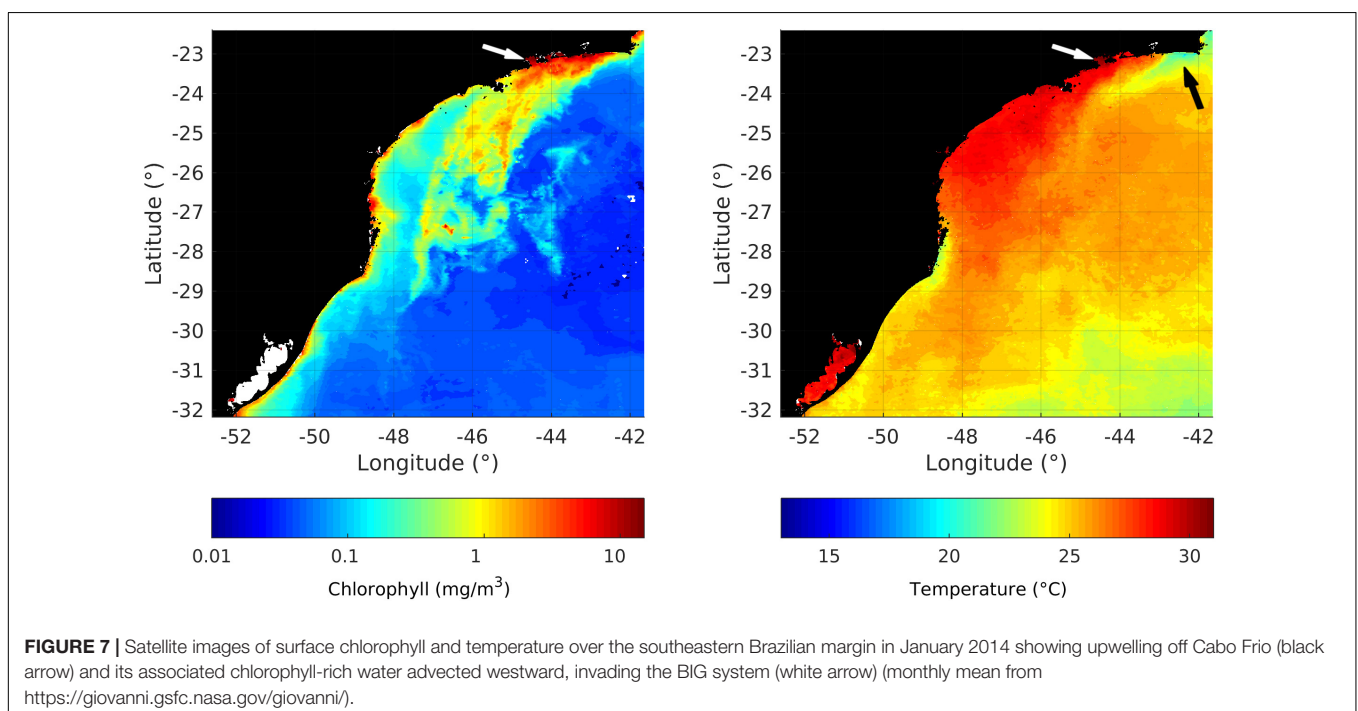 -23
-24
-25
-26
-27
-28
-29
-30
-31
-32
Latitude (°)
-52 -50 -48 -46 -44 -42
Longitude (°)
0.01 0.1 1 10
Chlorophyll (mg/m³)
-23
-24
-25
-26
-27
-28
-29
-30
-31
-32
Latitude (°)
-52 -50 -48 -46 -44 -42
Longitude (°)
15 20 25 30
Temperature (°C)
FIGURE 7 | Satellite images of surface chlorophyll and temperature over the southeastern Brazilian margin in January 2014 showing upwelling off Cabo Frio (black
arrow) and its associated chlorophyll-rich water advected westward, invading the BIG system (white arrow) (monthly mean from
https://giovanni.gsfc.nasa.gov/giovanni/).